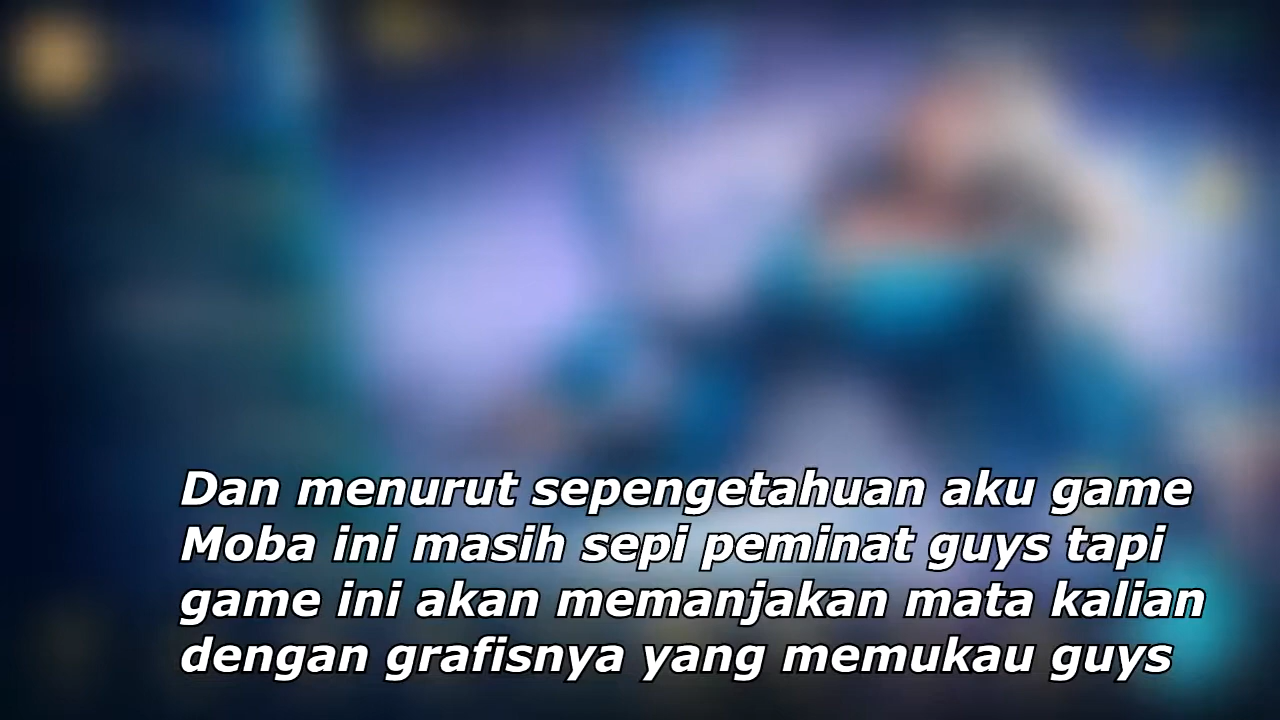 Dan menurut sepengetahuan aku game
Moba ini masih sepi peminat guys tapi
game ini akan memanjakan mata kalian
dengan grafisnya yang memukau guys